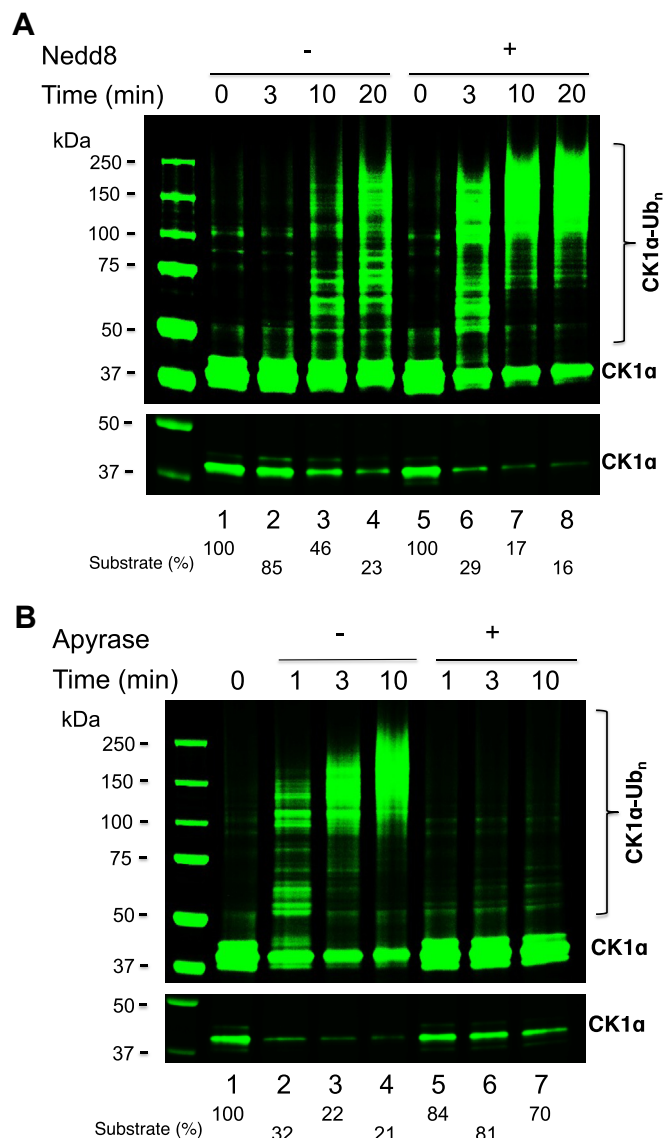 A
Nedd8 - +
Time (min) 0 3 10 20 0 3 10 20
kDa
250
150
100
75
50
37
CK1α-Ubn
CK1α
50
37
CK1α
1 2 3 4 5 6 7 8
Substrate (%) 100 85 46 23 100 29 17 16
B
Apyrase - +
Time (min) 0 1 3 10 1 3 10
kDa
250
150
100
75
50
37
CK1α-Ubn
CK1α
50
37
CK1α
1 2 3 4 5 6 7
Substrate (%) 100 32 22 21 84 81 70